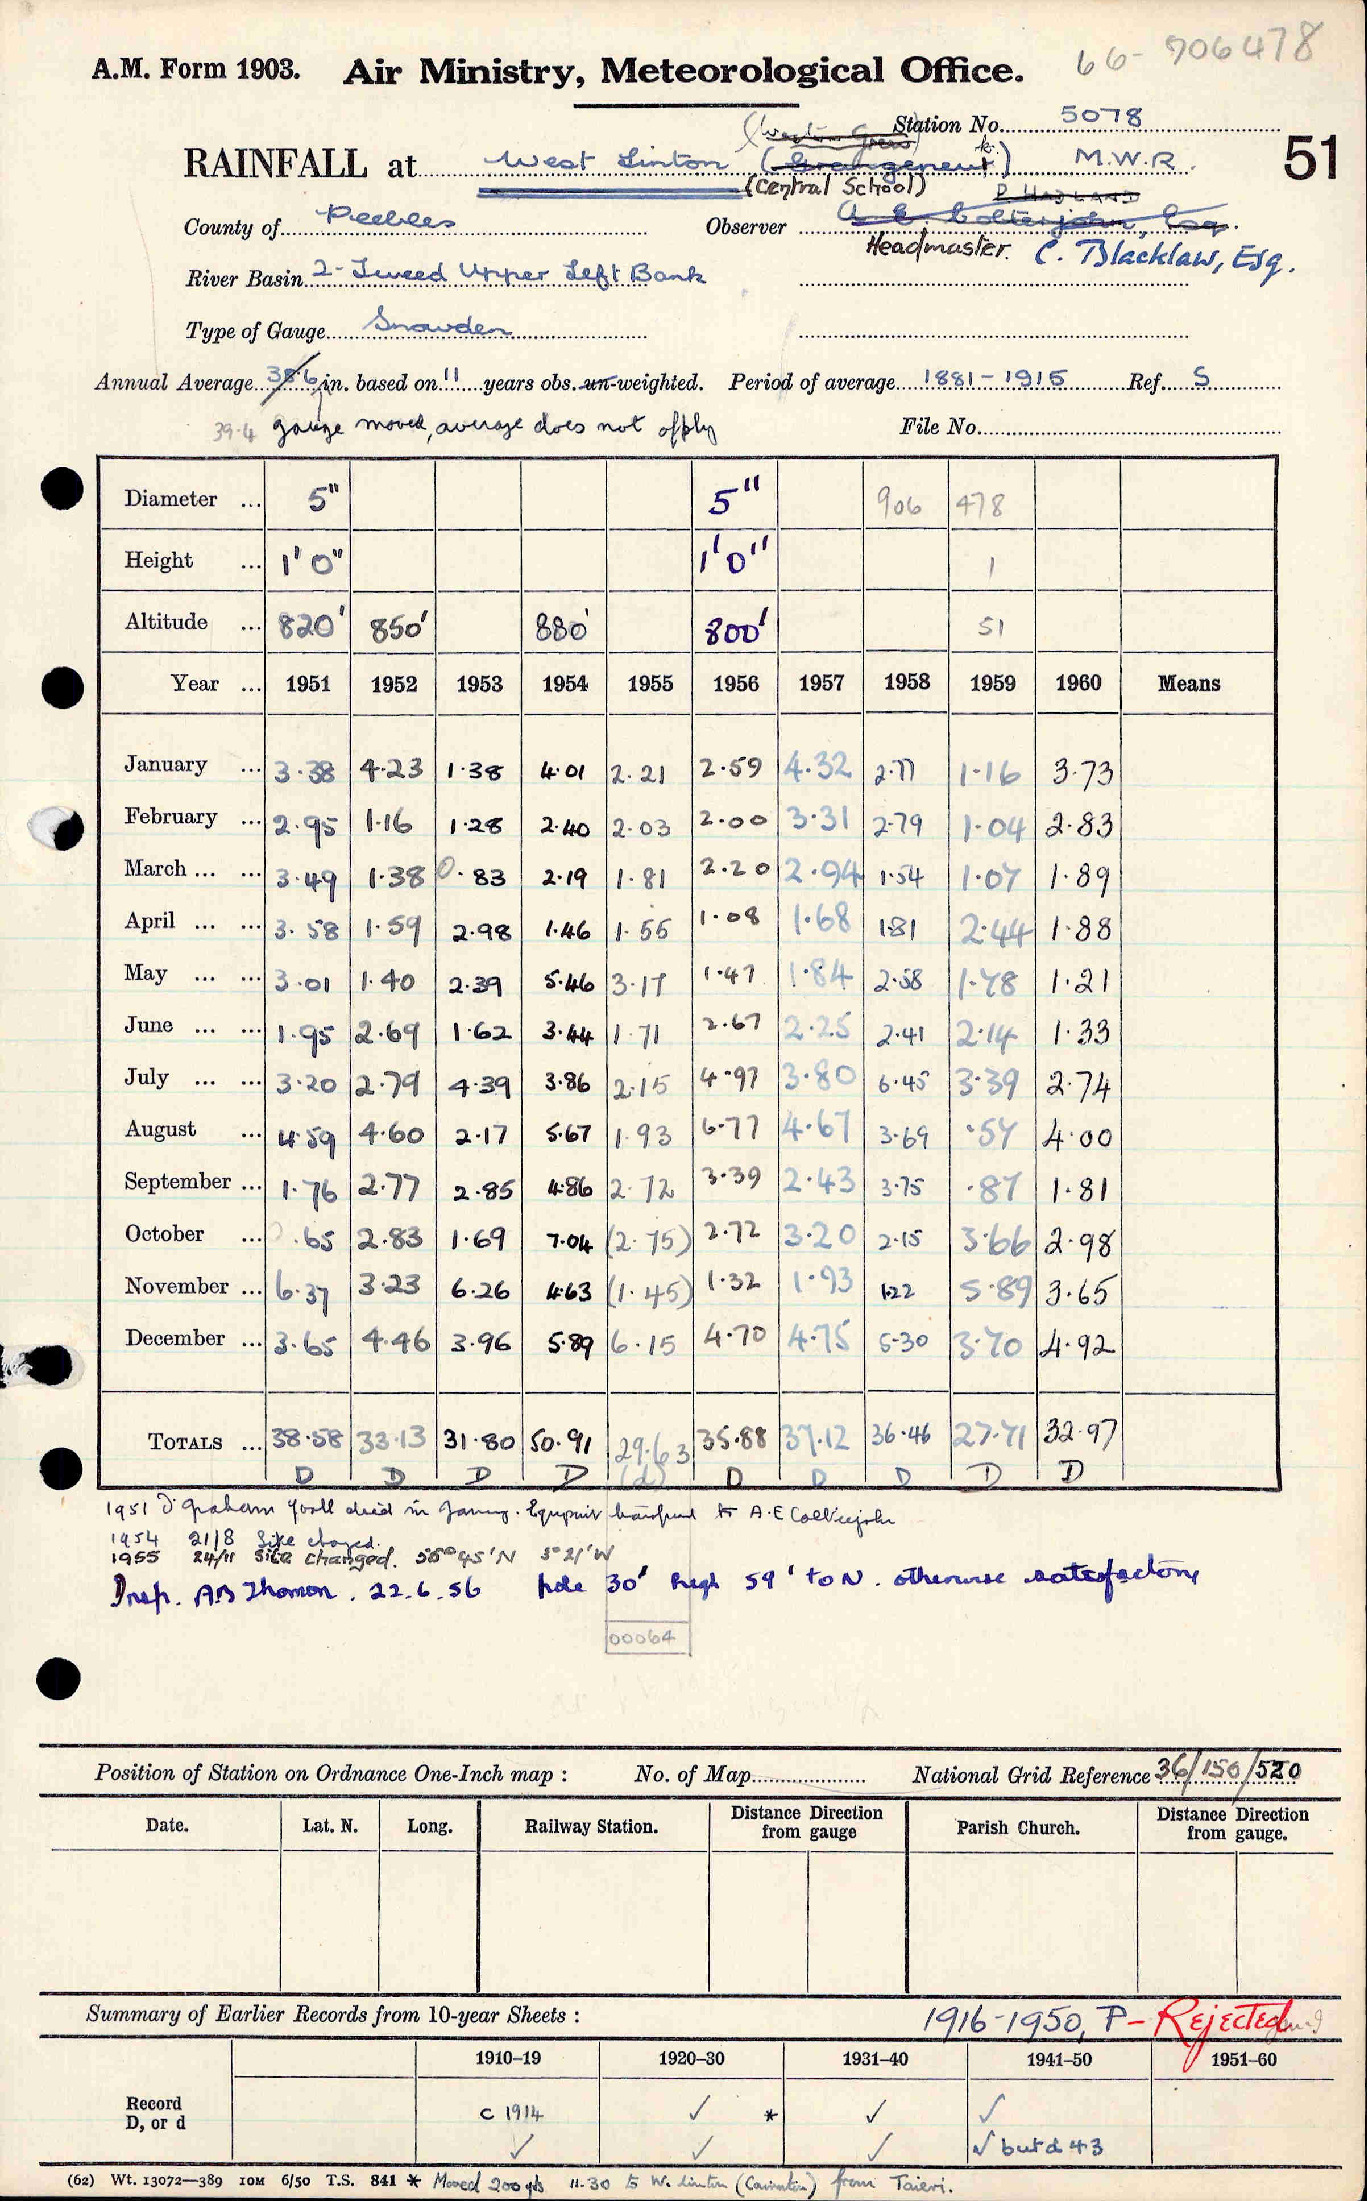 66- 906478
A.M. Form 1903. Air Ministry, Meteorological Office.
Station No. 5078
RAINFALL at West Linton M.W.R. 51
(Central School) P HADLAND
County of Peebles Observer A. E. Esq.
Headmaster. C. Blacklaw, Esq.
River Basin 2- Tweed Upper Left Bank
Type of Gauge Snowden
Annual Average 38.6 in. based on 11 years obs. un-weighted. Period of average 1881-1915 Ref. S
39.4 gauge moved, average does not apply File No.
Diameter ... 5" 5" 906 478
Height ... 1' 0" 1' 0" 1
Altitude ... 820' 850' 880' 800' 51
Year ... 1951 1952 1953 1954 1955 1956 1957 1958 1959 1960 Means
January ... 3.38 4.23 1.38 4.01 2.21 2.59 4.32 2.77 1.16 3.73
February ... 2.95 1.16 1.28 2.40 2.03 2.00 3.31 2.79 1.04 2.83
March ... ... 3.49 1.38 0.83 2.19 1.81 2.20 2.94 1.54 1.07 1.89
April ... ... 3.58 1.59 2.98 1.46 1.55 1.08 1.68 1.81 2.44 1.88
May ... ... 3.01 1.40 2.39 5.46 3.17 1.47 1.84 2.58 1.78 1.21
June ... ... 1.95 2.69 1.62 3.44 1.71 2.67 2.25 2.41 2.14 1.33
July ... ... 3.20 2.79 4.39 3.86 2.15 4.97 3.80 6.45 3.39 2.74
August ... 4.59 4.60 2.17 5.67 1.93 6.77 4.67 3.69 .57 4.00
September ... 1.76 2.77 2.85 4.86 2.72 3.39 2.43 3.75 .87 1.81
October ... .65 2.83 1.69 7.04 (2.75) 2.72 3.20 2.15 3.66 2.98
November ... 6.37 3.23 6.26 4.63 (1.45) 1.32 1.93 1.22 5.89 3.65
December ... 3.65 4.46 3.96 5.89 6.15 4.70 4.75 5.30 3.70 4.92
TOTALS ... 38.58 33.13 31.80 50.91 29.63 35.88 37.12 36.46 27.71 32.97
D D D D (d) D D D D D
1951 D Graham died in January. Equipment to A.E
1954 21/8 Site changed.
1955 24/11 Site changed. 55° 45'N 3° 21'W
Insp. AB Thomson. 22.6.56 pole 30' high 59' to N. otherwise satisfactory
00064
Position of Station on Ordnance One-Inch map : No. of Map National Grid Reference 36/150/520
Date. Lat. N. Long. Railway Station. Distance Direction from gauge Parish Church. Distance Direction from gauge.
Summary of Earlier Records from 10-year Sheets : 1916-1950, P- Rejected
1910–19 1920–30 1931–40 1941–50 1951–60
Record c 1914 ✓ * ✓ ✓
D, or d ✓ ✓ ✓ ✓ but d 43
(62) Wt. 13072—389 IOM 6/50 T.S. 841 * Moved 200 yds 11.30 to W. Linton from Taieri.